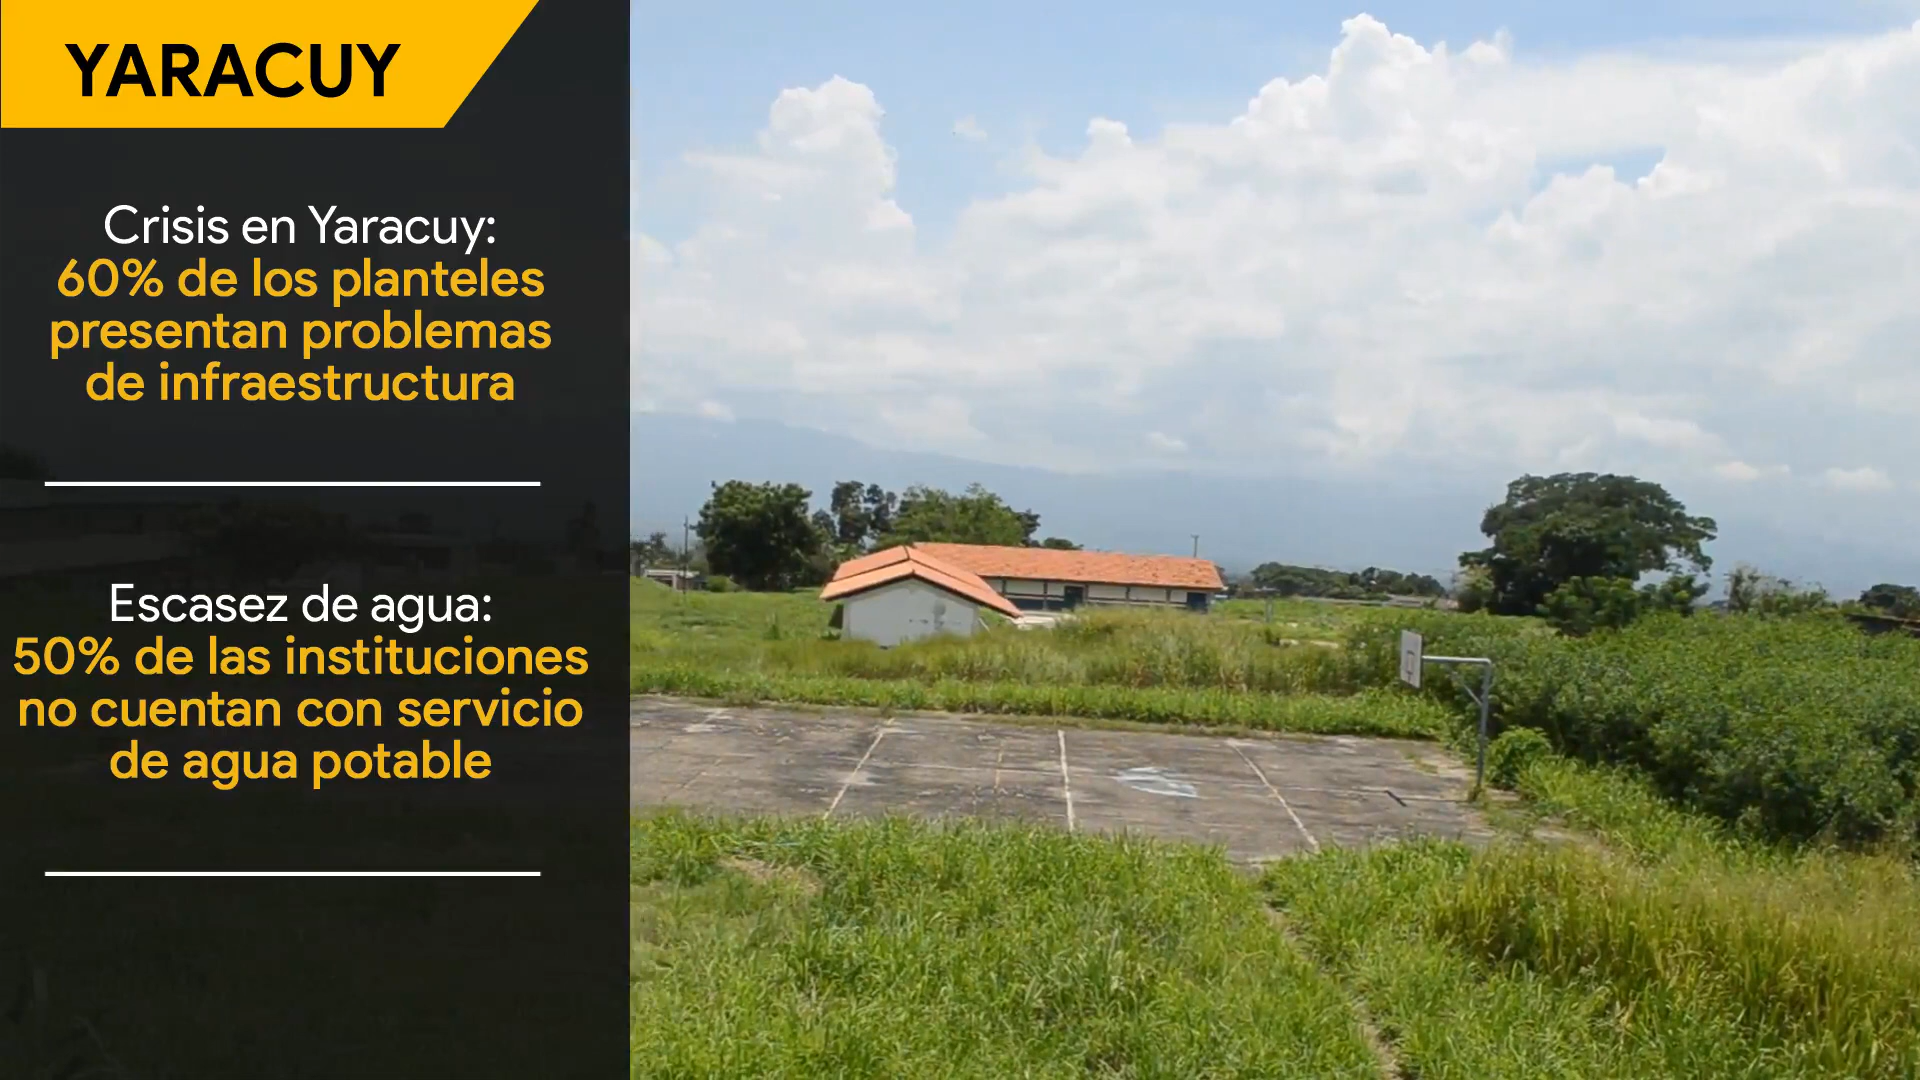 YARACUY
Crisis en Yaracuy:
60% de los planteles
presentan problemas
de infraestructura
Escasez de agua:
50% de las instituciones
no cuentan con servicio
de agua potable